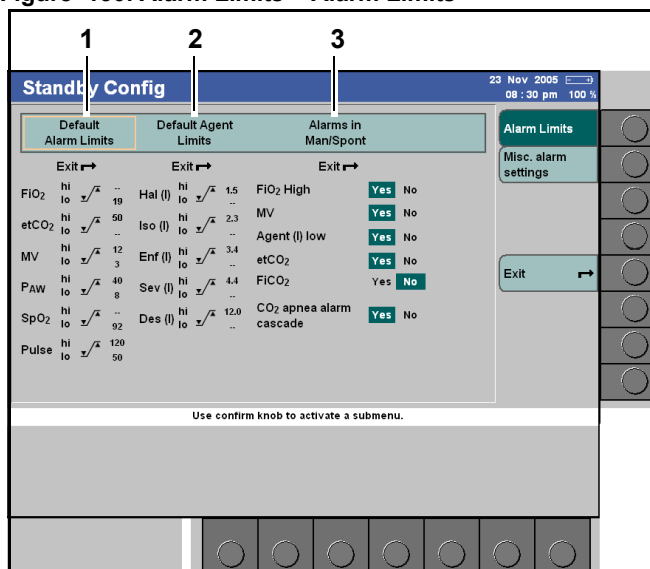 Figure 166. Alarm Limits – Alarm Limits
1 2 3
Standby Config
23 Nov 2005
08:30 pm 100 %
Default Alarm Limits
Default Agent Limits
Alarms in Man/Spont
Alarm Limits
Misc. alarm settings
Exit
Exit
Exit
Exit
FiO2 hi lo -- 19
Hal (I) hi lo 1.5 --
FiO2 High Yes No
etCO2 hi lo 50 --
Iso (I) hi lo 2.3 --
MV Yes No
Agent (I) low Yes No
MV hi lo 12 3
Enf (I) hi lo 3.4 --
etCO2 Yes No
PAW hi lo 40 8
Sev (I) hi lo 4.4 --
FiCO2 Yes No
SpO2 hi lo -- 92
Des (I) hi lo 12.0 --
CO2 apnea alarm cascade Yes No
Pulse hi lo 120 50
Use confirm knob to activate a submenu.